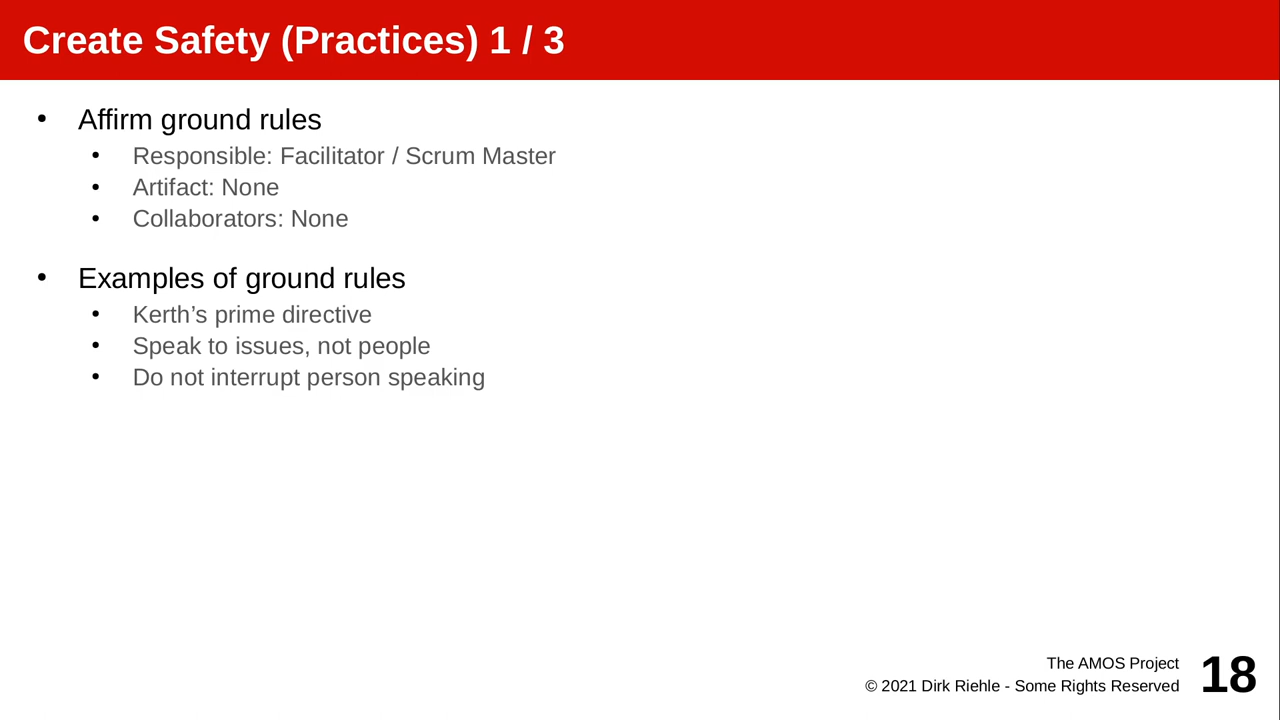 Create Safety (Practices) 1 / 3
• Affirm ground rules
• Responsible: Facilitator / Scrum Master
• Artifact: None
• Collaborators: None
• Examples of ground rules
• Kerth’s prime directive
• Speak to issues, not people
• Do not interrupt person speaking
The AMOS Project
© 2021 Dirk Riehle - Some Rights Reserved
18